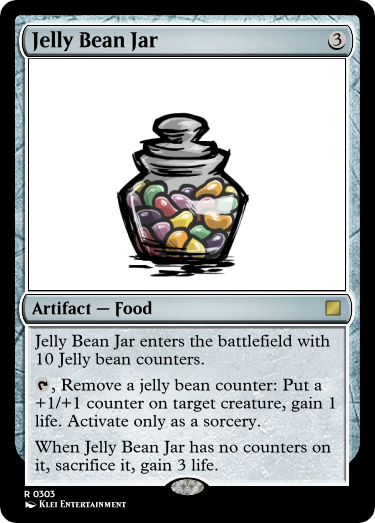 Jelly Bean Jar 3
Artifact — Food
Jelly Bean Jar enters the battlefield with
10 Jelly bean counters.
, Remove a jelly bean counter: Put a
+1/+1 counter on target creature, gain 1
life. Activate only as a sorcery.
When Jelly Bean Jar has no counters on
it, sacrifice it, gain 3 life.
R 0303
Klei Entertainment